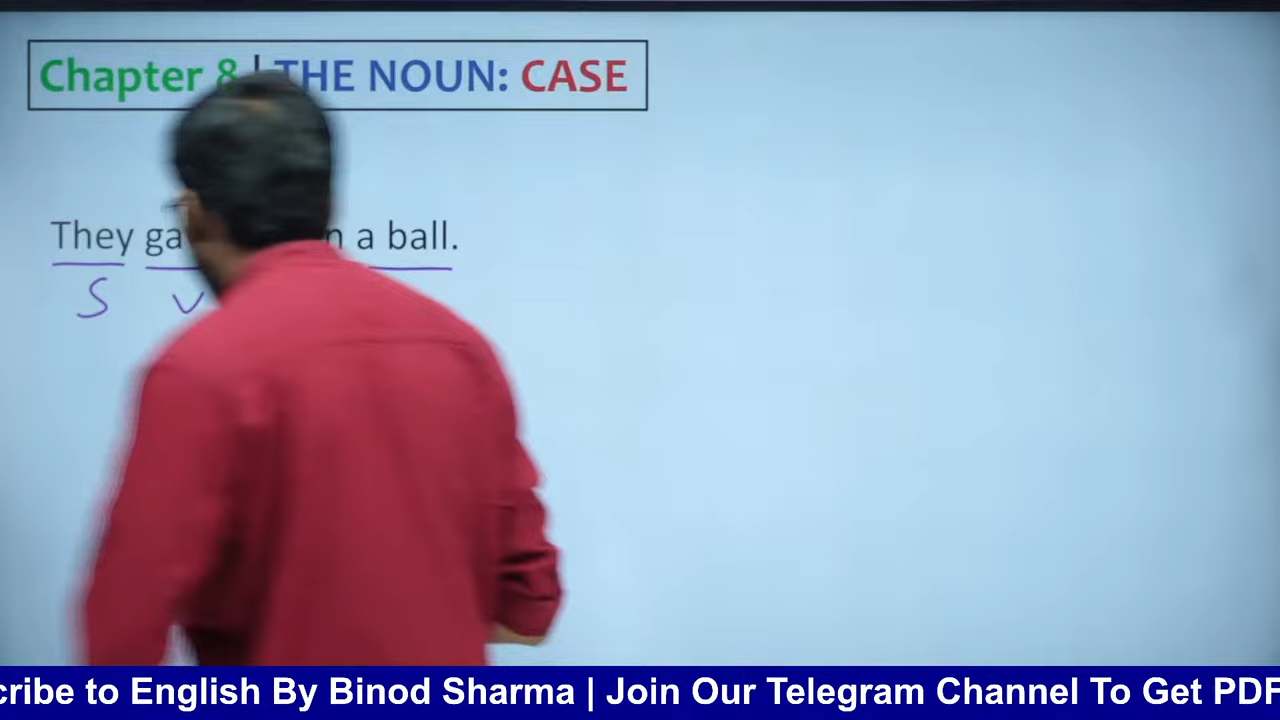 Chapter 8 | THE NOUN: CASE
They a ball.
S V
cribe to English By Binod Sharma | Join Our Telegram Channel To Get PDF